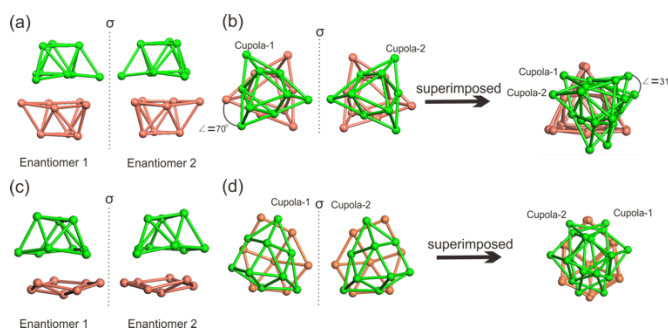 (a)
σ
Enantiomer 1
Enantiomer 2
(b)
σ
Cupola-1
Cupola-2
∠=70°
superimposed
Cupola-1
Cupola-2
∠=31
(c)
σ
Enantiomer 1
Enantiomer 2
(d)
Cupola-1
σ
Cupola-2
superimposed
Cupola-2
Cupola-1